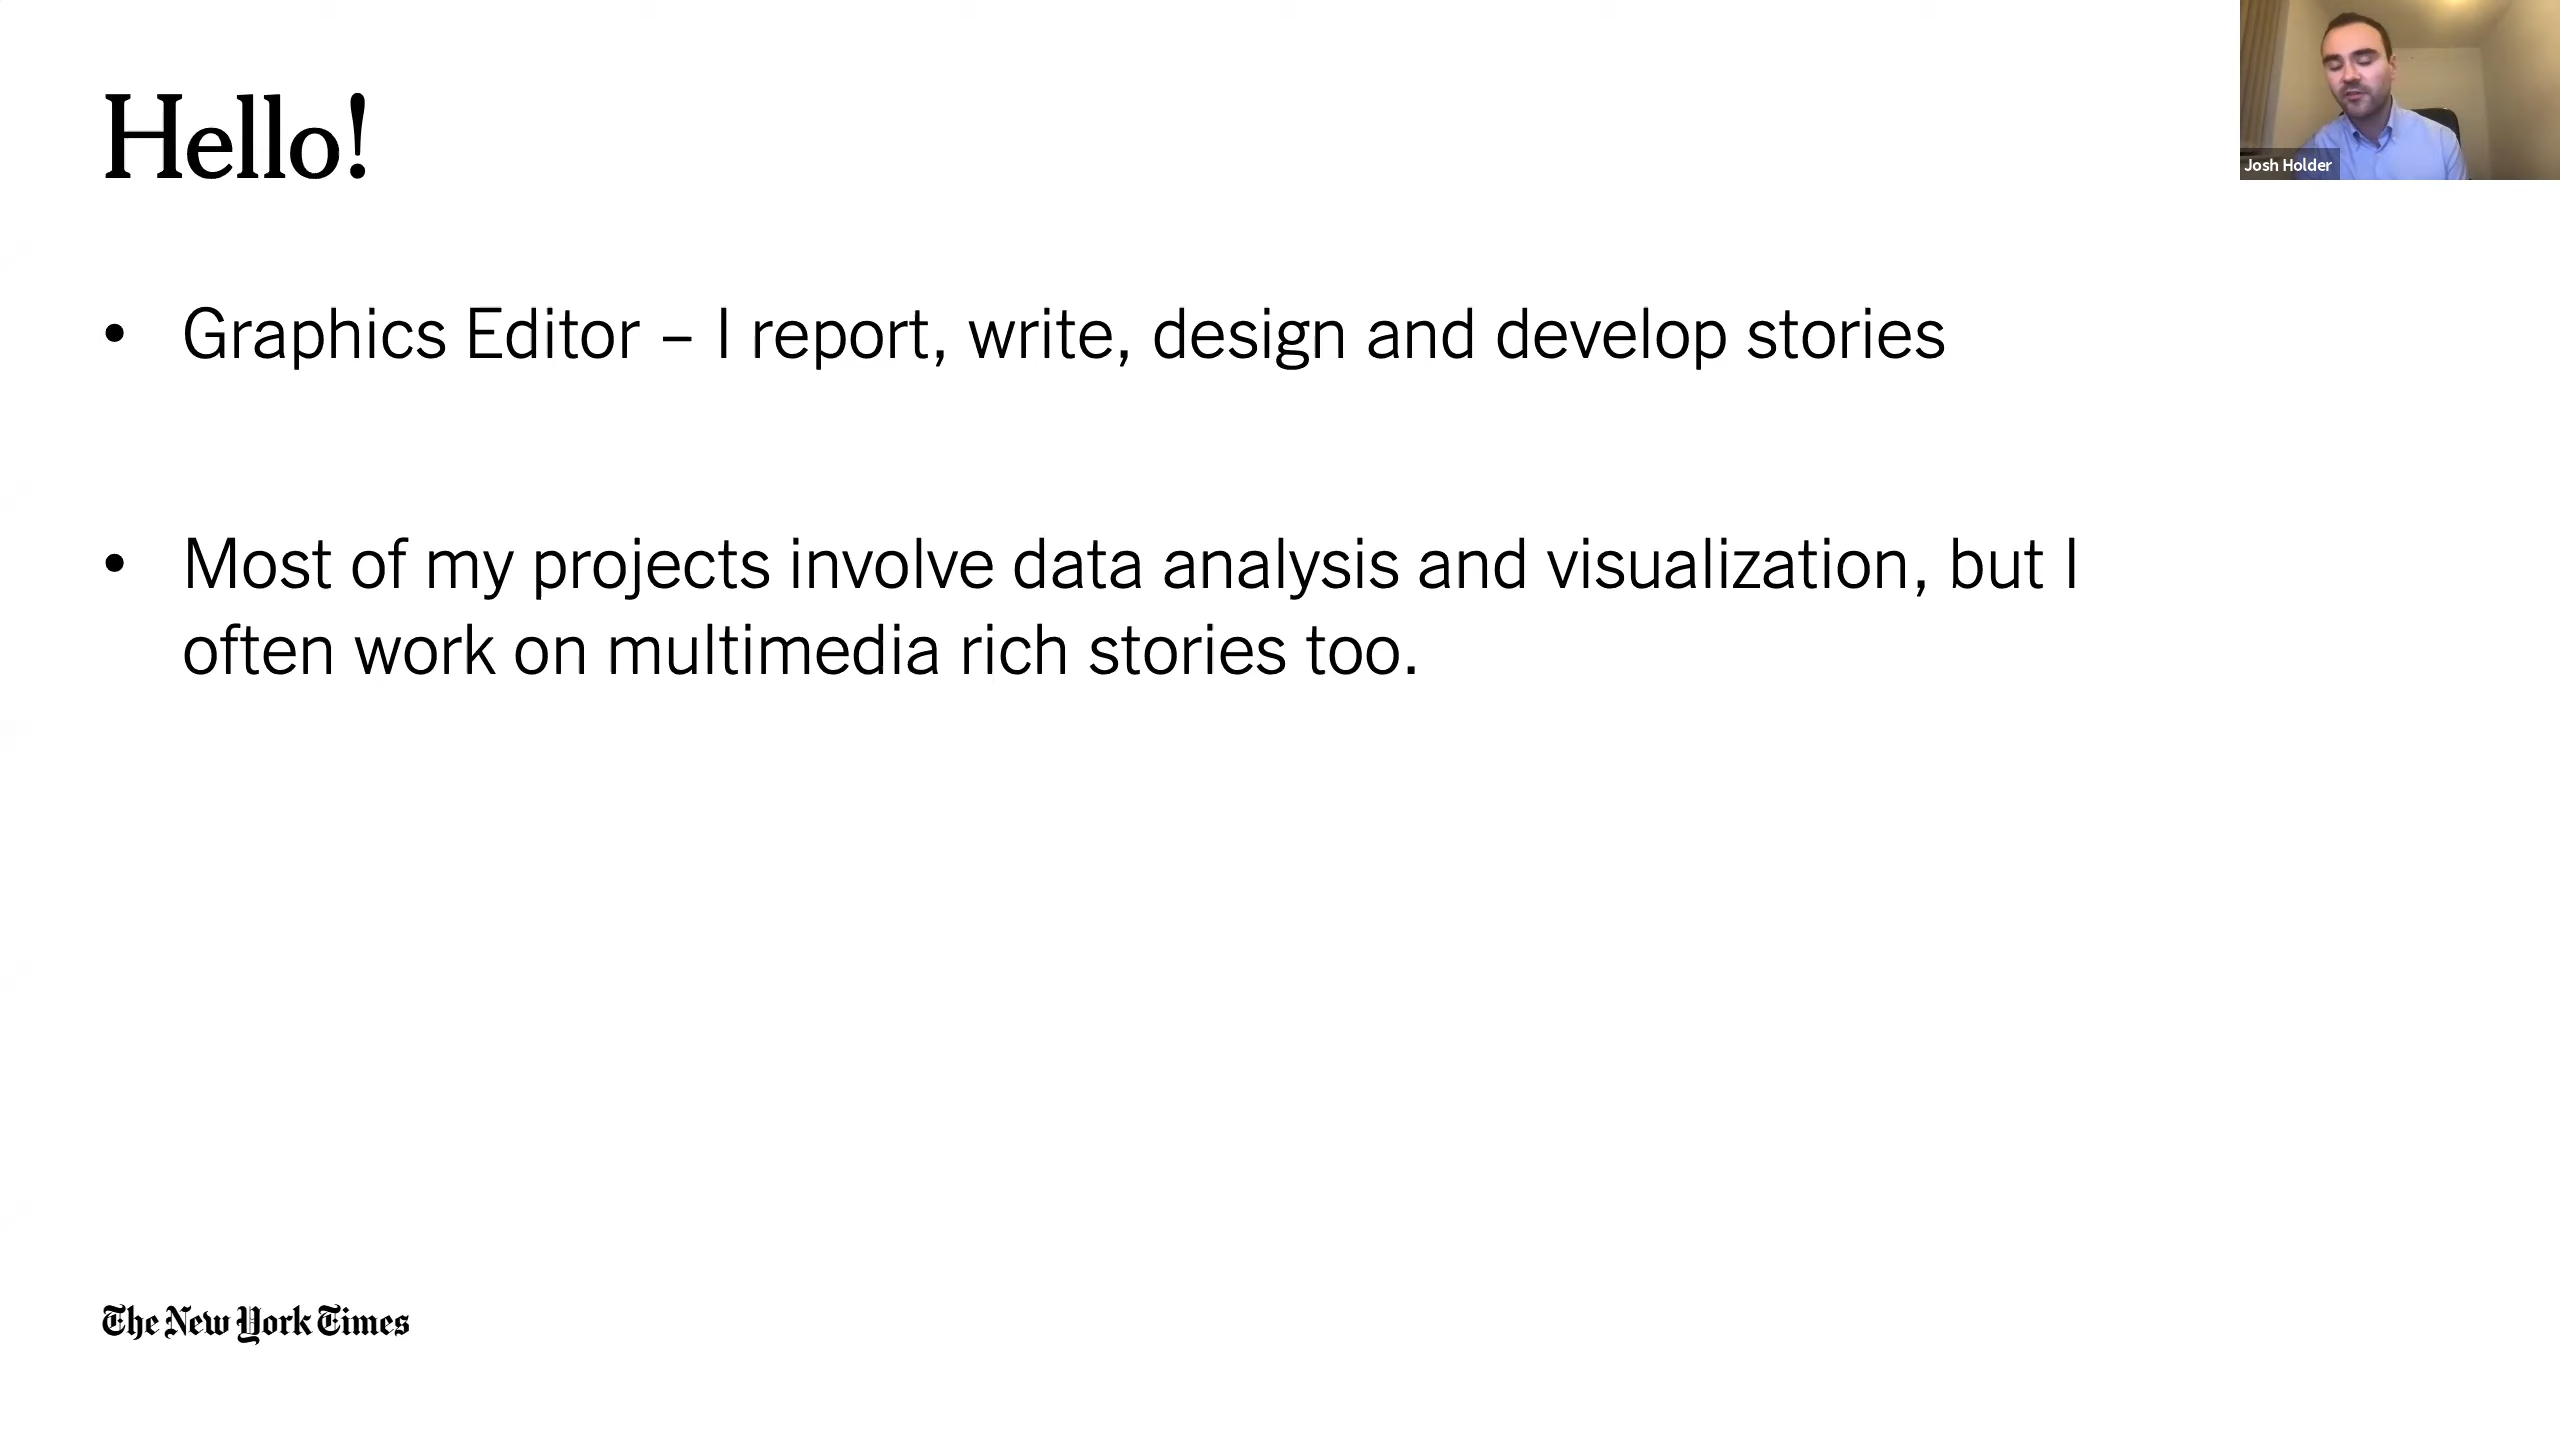 Hello!
Josh Holder
• Graphics Editor – I report, write, design and develop stories
• Most of my projects involve data analysis and visualization, but I
often work on multimedia rich stories too.
The New York Times